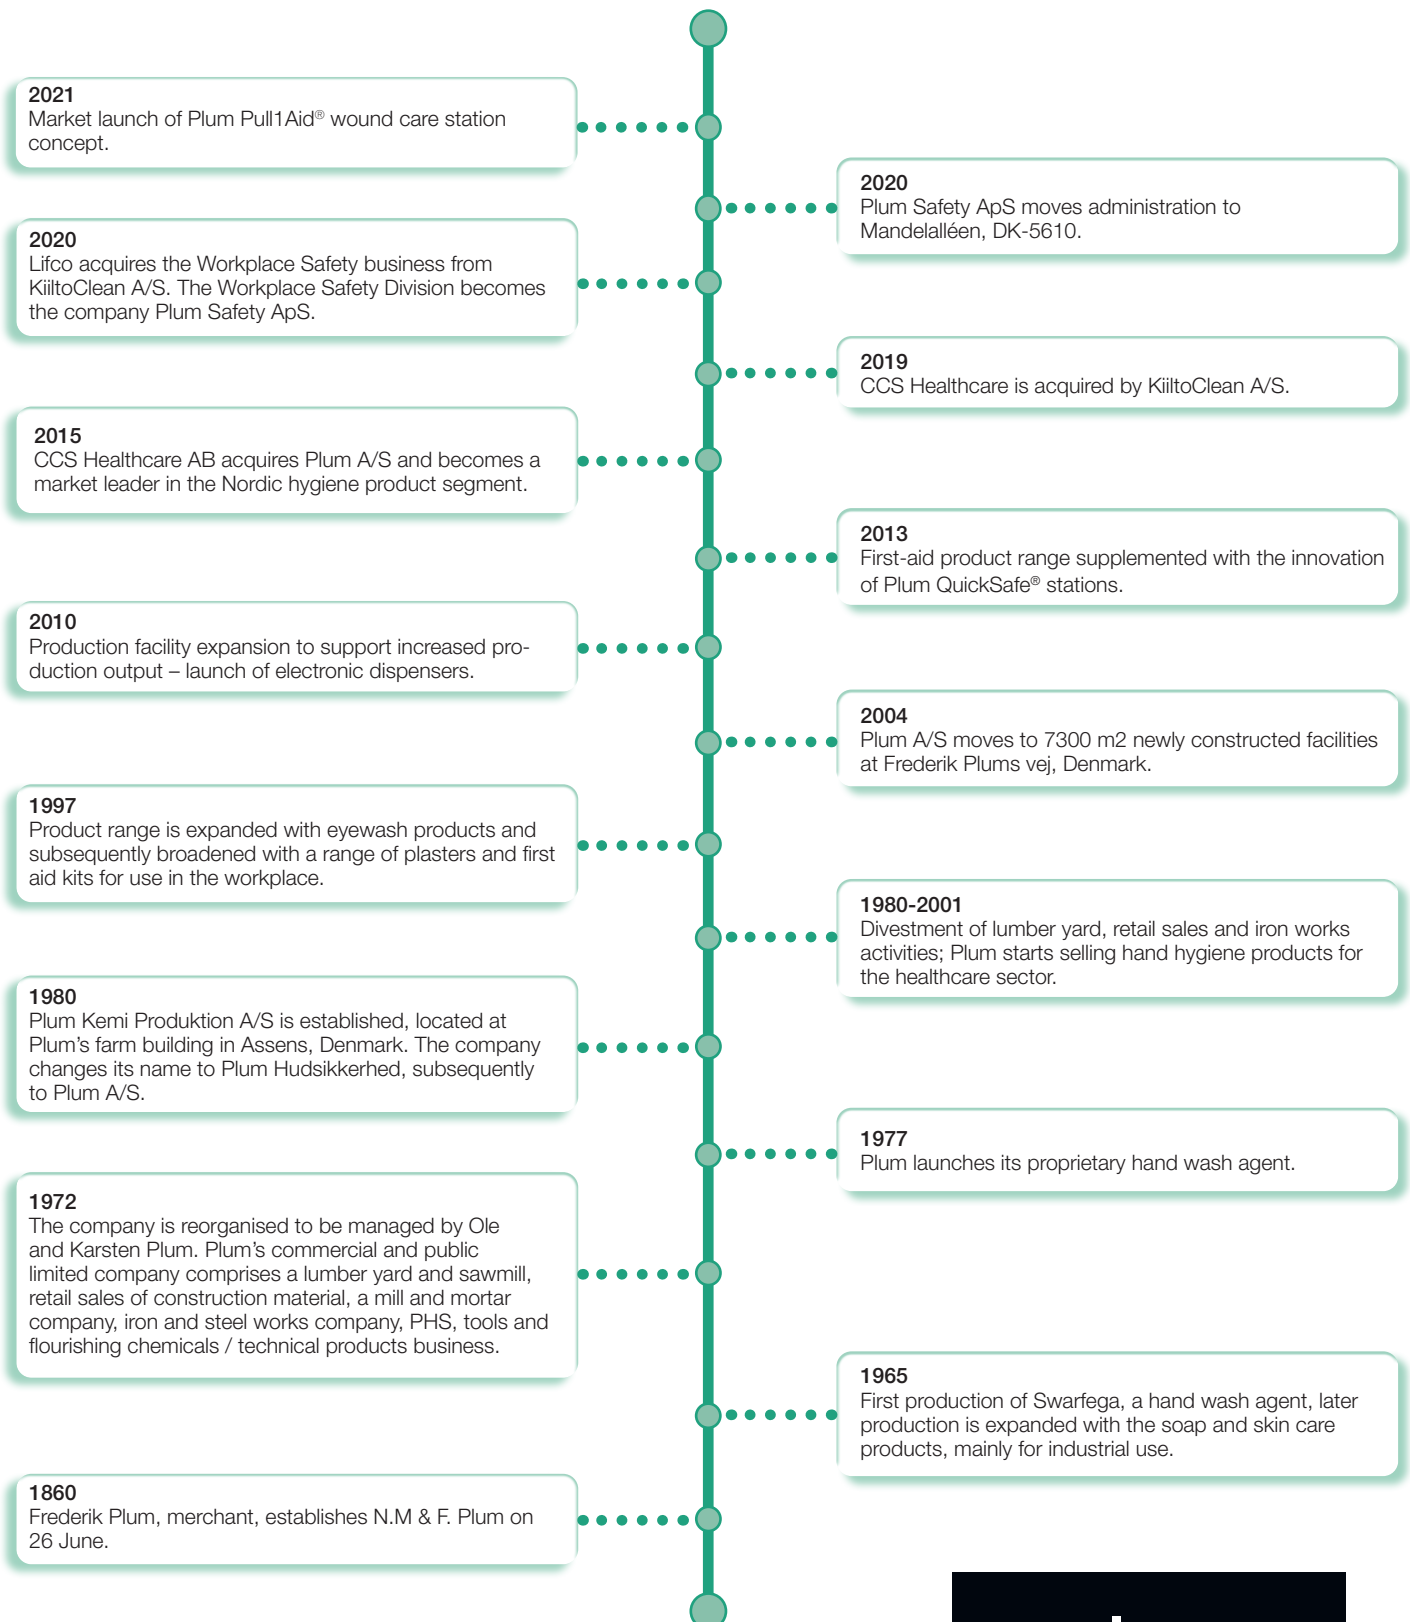 2021
Market launch of Plum Pull1Aid® wound care station
concept.
2020
Plum Safety ApS moves administration to
Mandelalléen, DK-5610.
2020
Lifco acquires the Workplace Safety business from
KiiltoClean A/S. The Workplace Safety Division becomes
the company Plum Safety ApS.
2019
CCS Healthcare is acquired by KiiltoClean A/S.
2015
CCS Healthcare AB acquires Plum A/S and becomes a
market leader in the Nordic hygiene product segment.
2013
First-aid product range supplemented with the innovation
of Plum QuickSafe® stations.
2010
Production facility expansion to support increased pro-
duction output – launch of electronic dispensers.
2004
Plum A/S moves to 7300 m2 newly constructed facilities
at Frederik Plums vej, Denmark.
1997
Product range is expanded with eyewash products and
subsequently broadened with a range of plasters and first
aid kits for use in the workplace.
1980-2001
Divestment of lumber yard, retail sales and iron works
activities; Plum starts selling hand hygiene products for
the healthcare sector.
1980
Plum Kemi Produktion A/S is established, located at
Plum’s farm building in Assens, Denmark. The company
changes its name to Plum Hudsikkerhed, subsequently
to Plum A/S.
1977
Plum launches its proprietary hand wash agent.
1972
The company is reorganised to be managed by Ole
and Karsten Plum. Plum’s commercial and public
limited company comprises a lumber yard and sawmill,
retail sales of construction material, a mill and mortar
company, iron and steel works company, PHS, tools and
flourishing chemicals / technical products business.
1965
First production of Swarfega, a hand wash agent, later
production is expanded with the soap and skin care
products, mainly for industrial use.
1860
Frederik Plum, merchant, establishes N.M & F. Plum on
26 June.